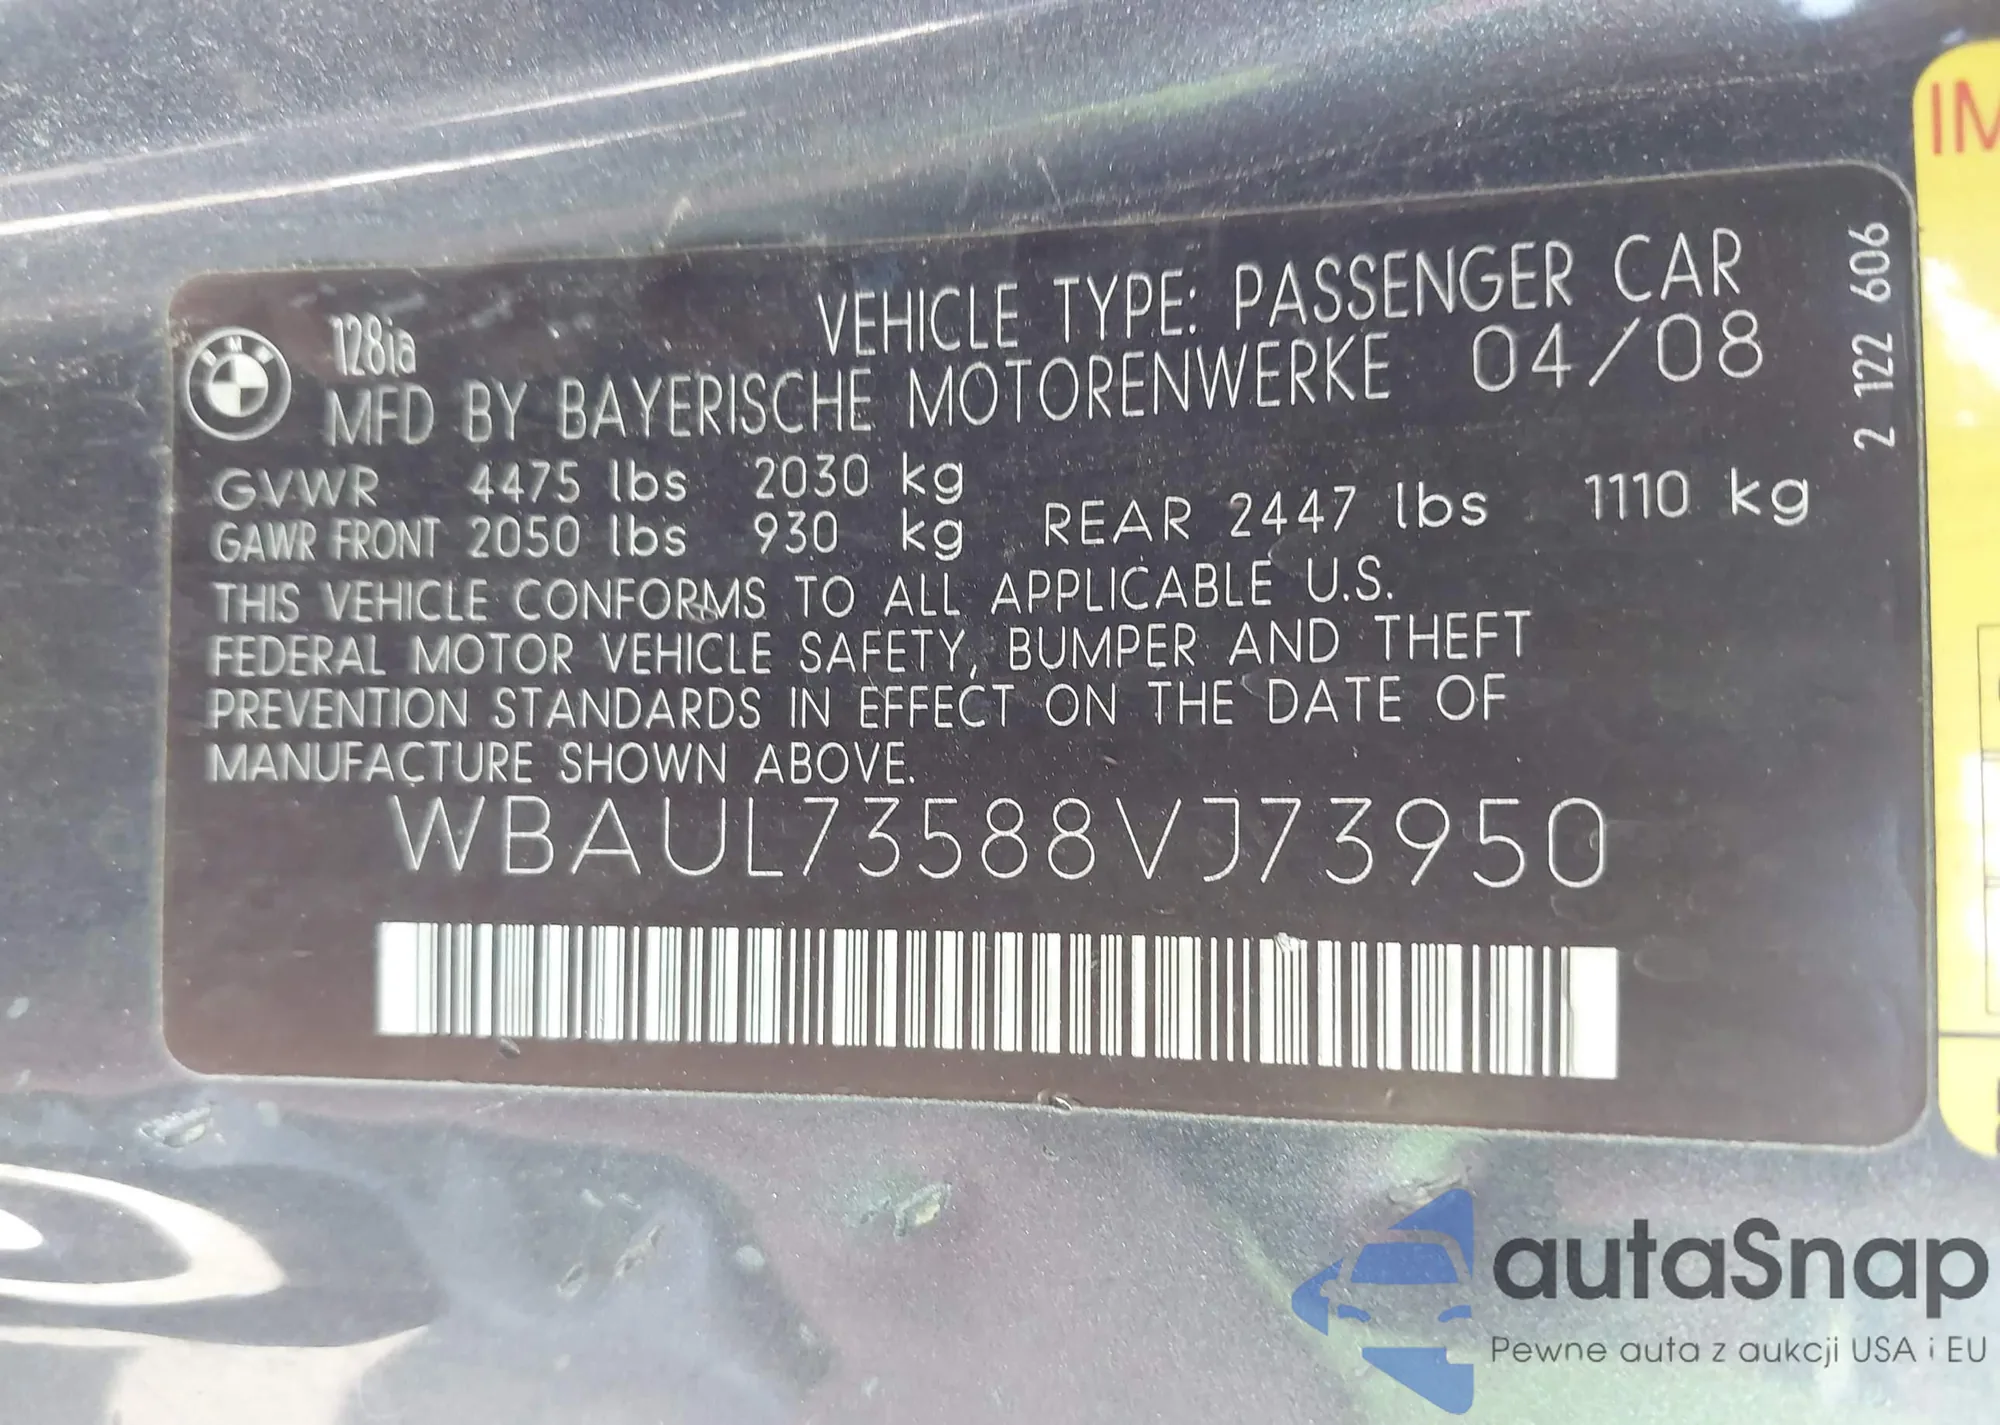 BMW
128ia
VEHICLE TYPE: PASSENGER CAR
MFD BY BAYERISCHE MOTORENWERKE 04/08
GVWR 4475 lbs 2030 kg
GAWR FRONT 2050 lbs 930 kg REAR 2447 lbs 1110 kg
THIS VEHICLE CONFORMS TO ALL APPLICABLE U.S.
FEDERAL MOTOR VEHICLE SAFETY, BUMPER AND THEFT
PREVENTION STANDARDS IN EFFECT ON THE DATE OF
MANUFACTURE SHOWN ABOVE.
WBAUL73588VJ73950
2 122 606
autaSnap
Pewne auta z aukcji USA i EU